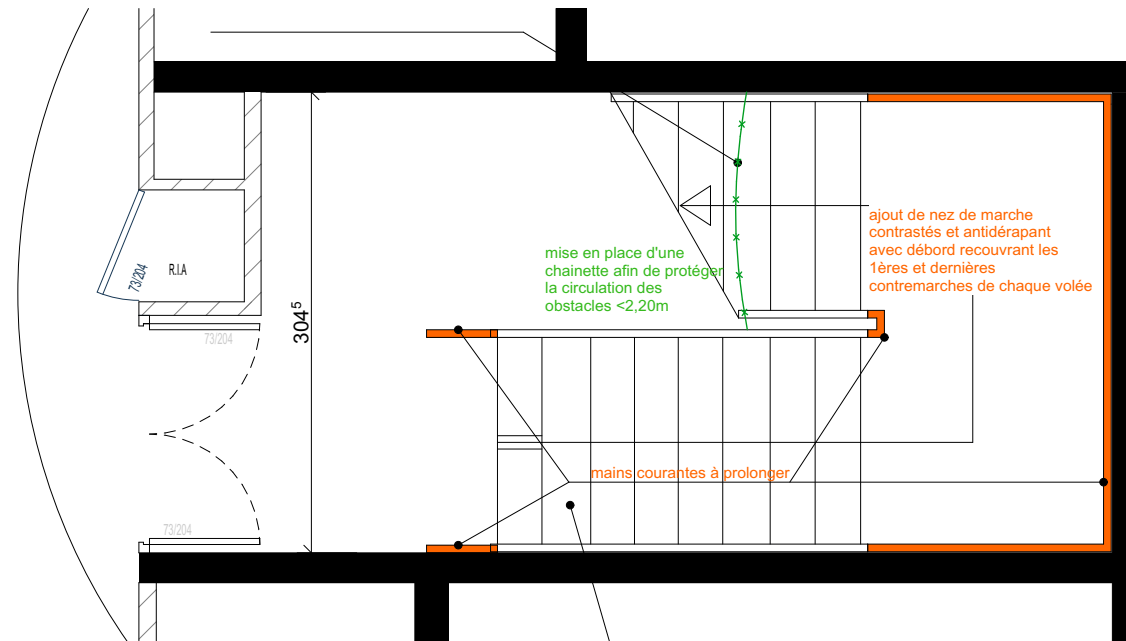 mise en place d'une
chainette afin de protéger
la circulation des
obstacles <2,20m
ajout de nez de marche
contrastés et antidérapant
avec débord recouvrant les
1ères et dernières
contremarches de chaque volée
73/204
R.I.A
304⁵
73/204
mains courantes à prolonger
73/204